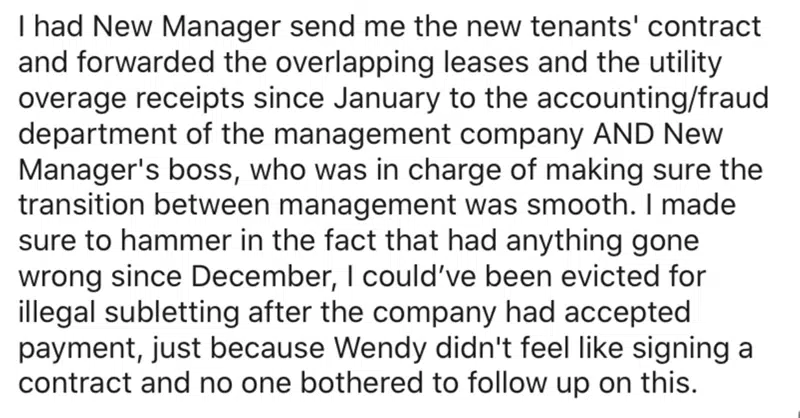 I had New Manager send me the new tenants' contract
and forwarded the overlapping leases and the utility
overage receipts since January to the accounting/fraud
department of the management company AND New
Manager's boss, who was in charge of making sure the
transition between management was smooth. I made
sure to hammer in the fact that had anything gone
wrong since December, I could’ve been evicted for
illegal subletting after the company had accepted
payment, just because Wendy didn't feel like signing a
contract and no one bothered to follow up on this.